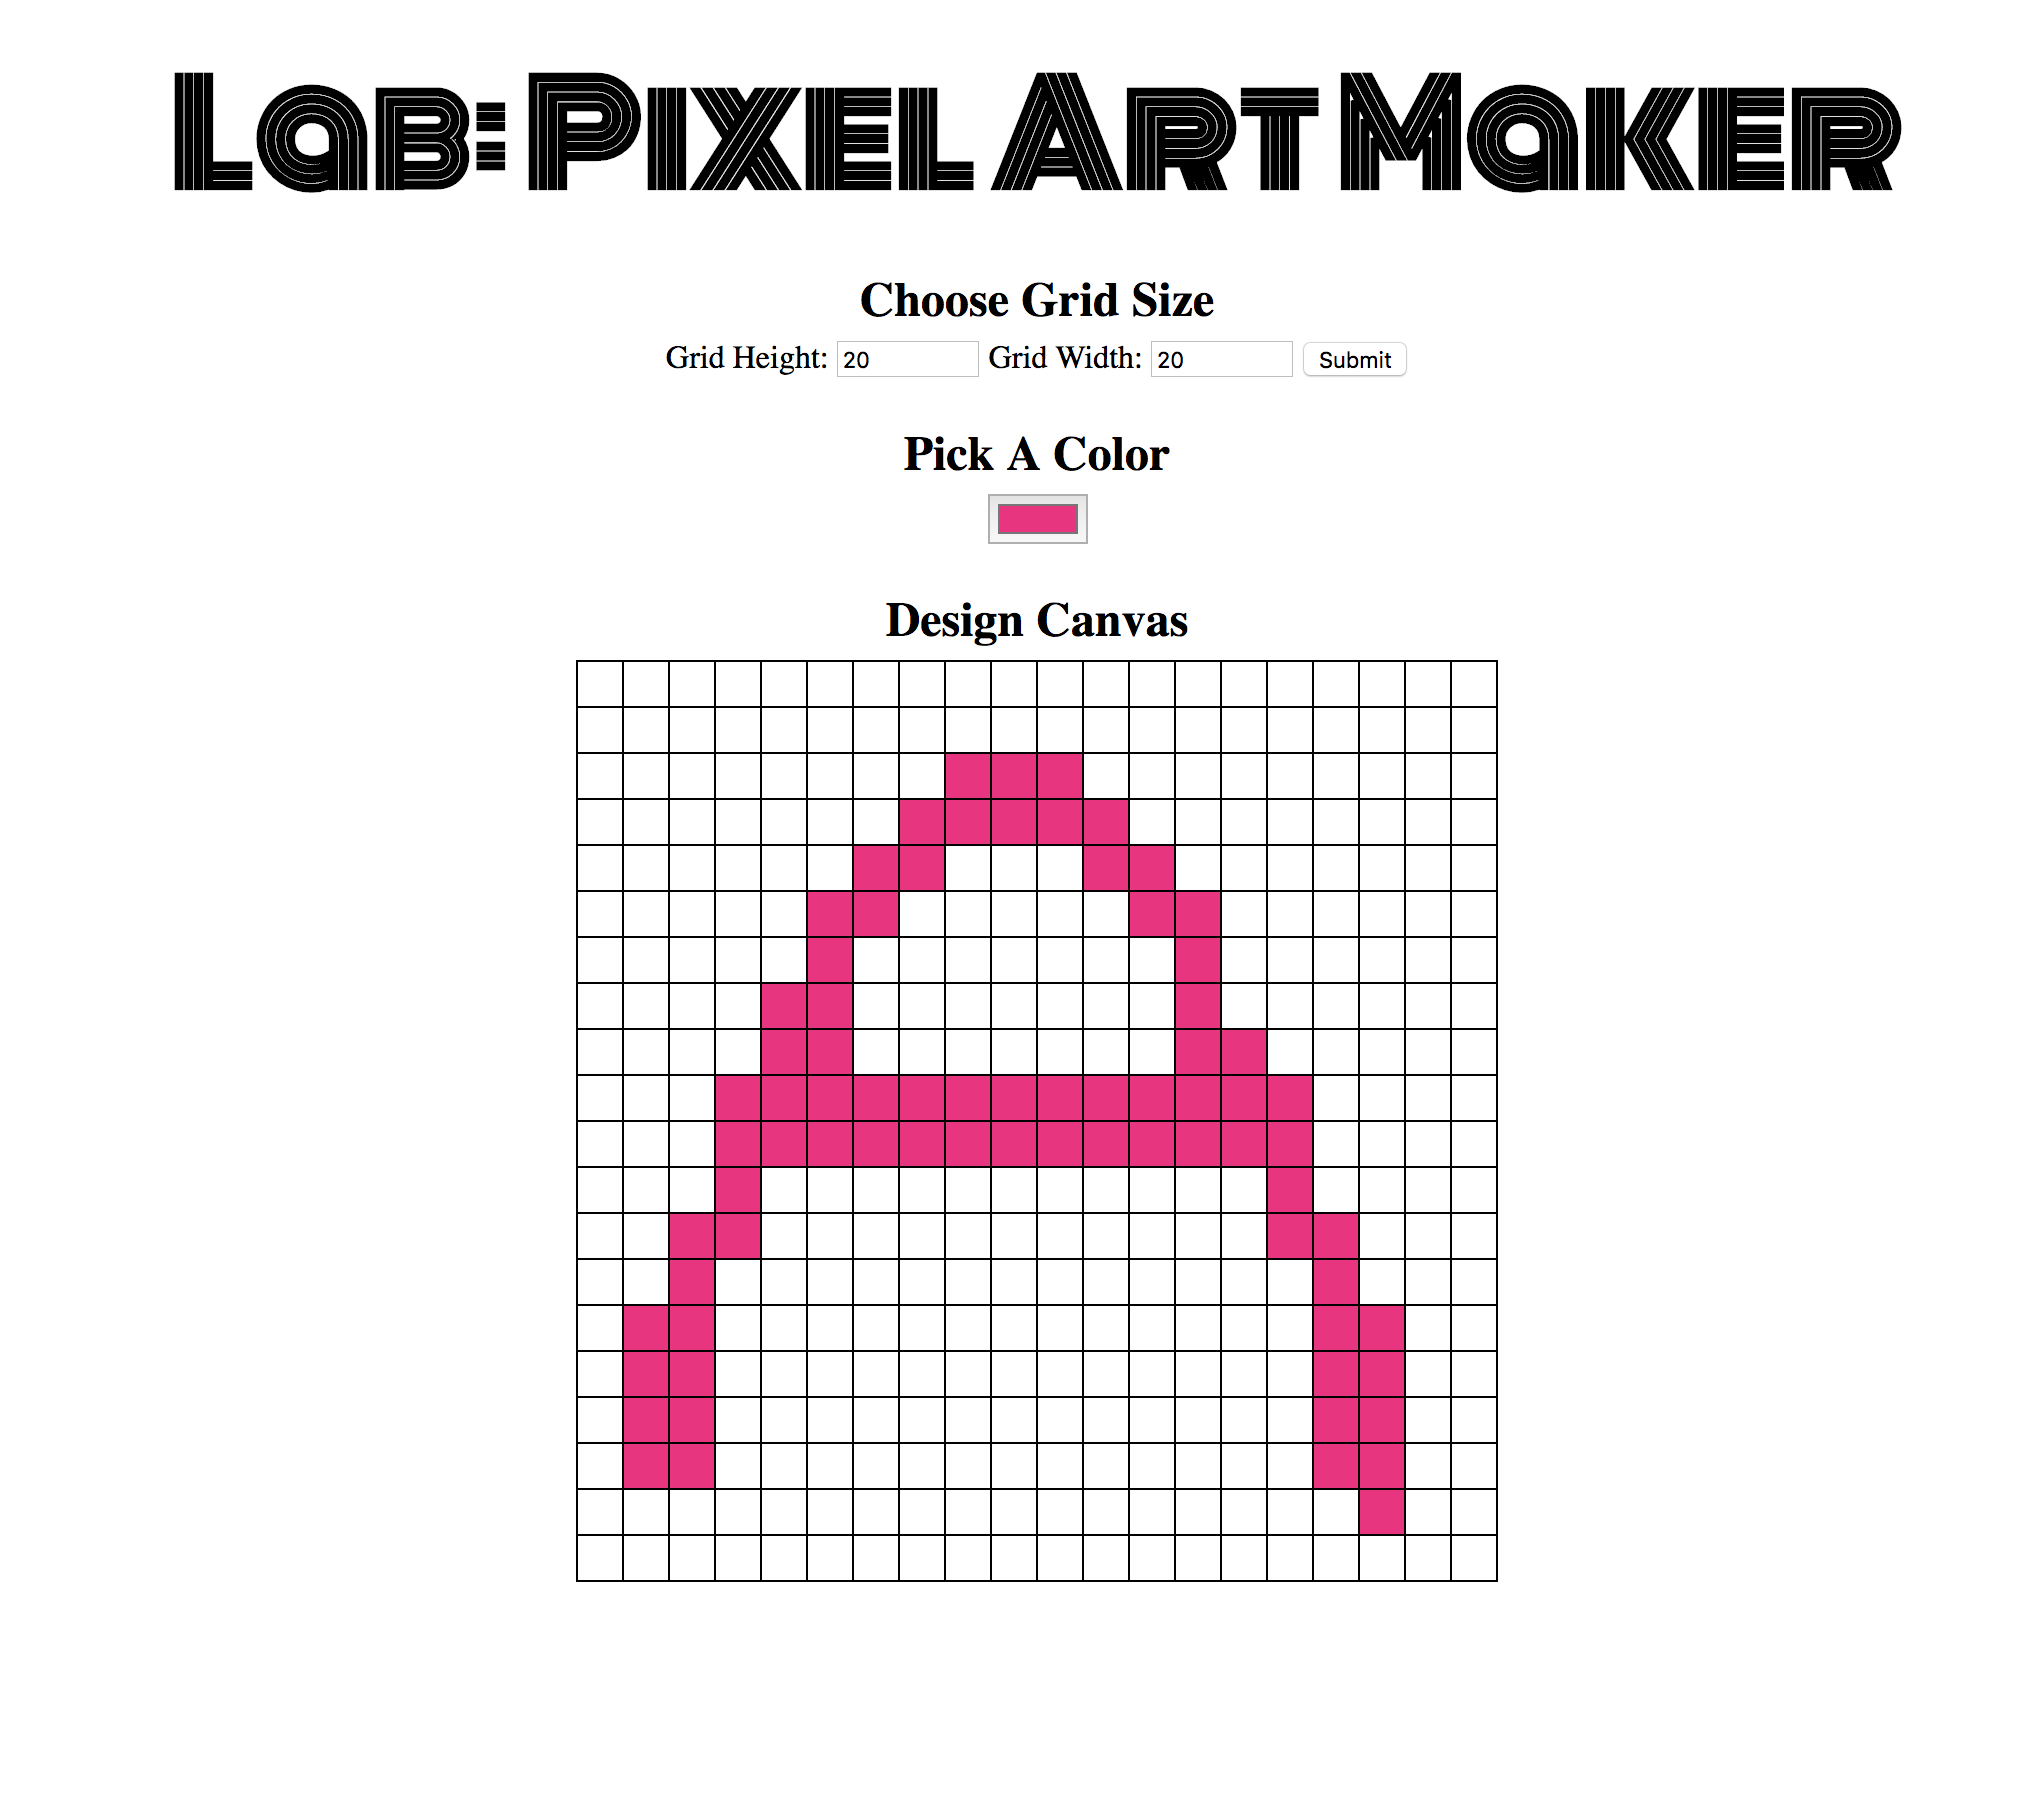 Lab: Pixel Art Maker
Choose Grid Size
Grid Height: 20 Grid Width: 20 Submit
Pick A Color
Design Canvas
A